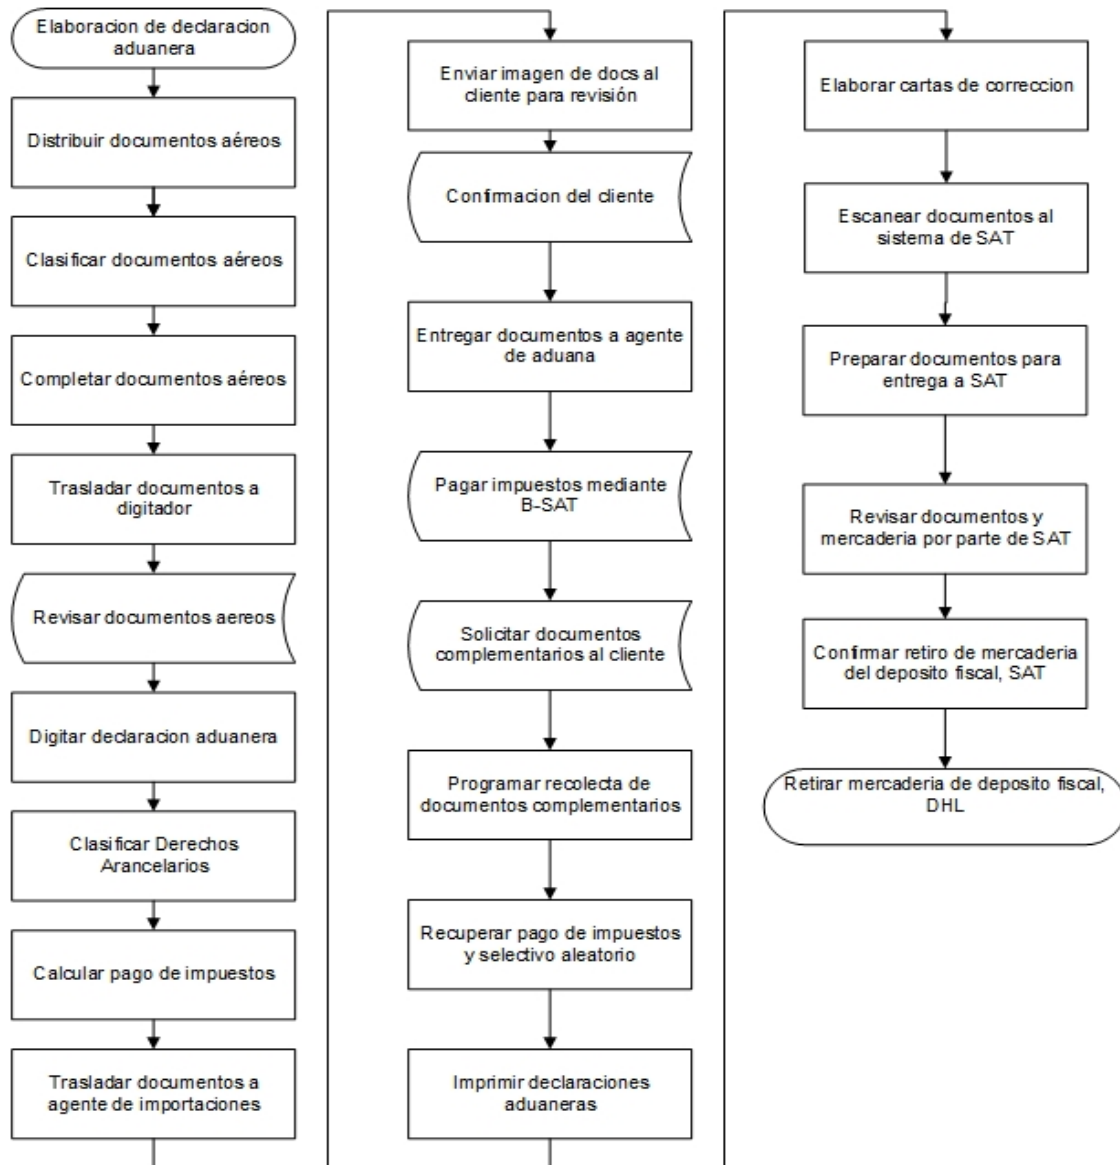 Elaboracion de declaracion
aduanera
Distribuir documentos aéreos
Clasificar documentos aéreos
Completar documentos aéreos
Trasladar documentos a
digitador
Revisar documentos aereos
Digitar declaracion aduanera
Clasificar Derechos
Arancelarios
Calcular pago de impuestos
Trasladar documentos a
agente de importaciones
Enviar imagen de docs al
cliente para revisión
Confirmacion del cliente
Entregar documentos a agente
de aduana
Pagar impuestos mediante
B-SAT
Solicitar documentos
complementarios al cliente
Programar recolecta de
documentos complementarios
Recuperar pago de impuestos
y selectivo aleatorio
Imprimir declaraciones
aduaneras
Elaborar cartas de correccion
Escanear documentos al
sistema de SAT
Preparar documentos para
entrega a SAT
Revisar documentos y
mercaderia por parte de SAT
Confirmar retiro de mercaderia
del deposito fiscal, SAT
Retirar mercaderia de deposito fiscal,
DHL